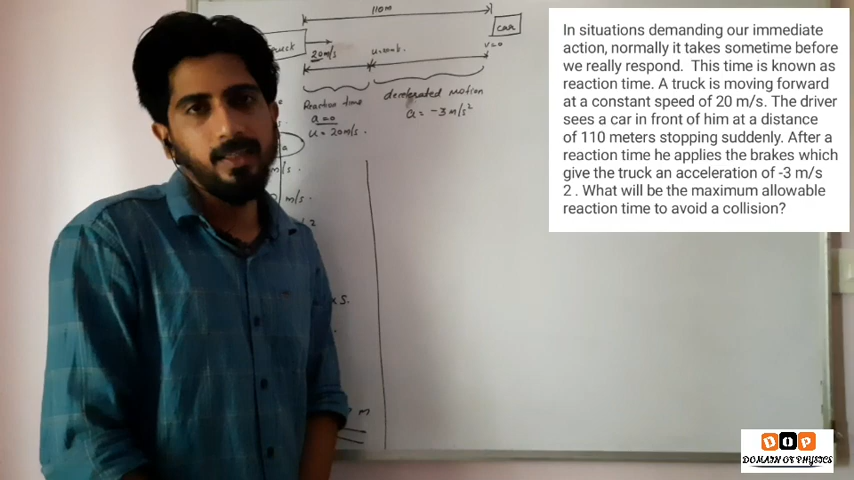 110m
car
Truck
20m/s
v=0
Reaction time
decelerated motion
a=0
a= -3 m/s²
u= 20m/s.
a
m/s.
m/s.
x s.
m
In situations demanding our immediate
action, normally it takes sometime before
we really respond. This time is known as
reaction time. A truck is moving forward
at a constant speed of 20 m/s. The driver
sees a car in front of him at a distance
of 110 meters stopping suddenly. After a
reaction time he applies the brakes which
give the truck an acceleration of -3 m/s
2 . What will be the maximum allowable
reaction time to avoid a collision?
DOP
DOMAIN OF PHYSICS